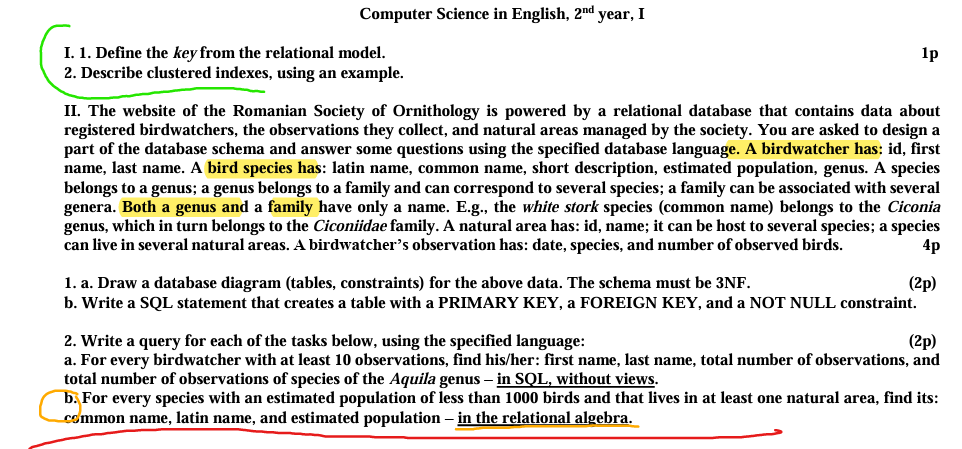 Computer Science in English, 2nd year, I
I. 1. Define the key from the relational model. 1p
2. Describe clustered indexes, using an example.
II. The website of the Romanian Society of Ornithology is powered by a relational database that contains data about
registered birdwatchers, the observations they collect, and natural areas managed by the society. You are asked to design a
part of the database schema and answer some questions using the specified database language. A birdwatcher has: id, first
name, last name. A bird species has: latin name, common name, short description, estimated population, genus. A species
belongs to a genus; a genus belongs to a family and can correspond to several species; a family can be associated with several
genera. Both a genus and a family have only a name. E.g., the white stork species (common name) belongs to the Ciconia
genus, which in turn belongs to the Ciconiidae family. A natural area has: id, name; it can be host to several species; a species
can live in several natural areas. A birdwatcher's observation has: date, species, and number of observed birds. 4p
1. a. Draw a database diagram (tables, constraints) for the above data. The schema must be 3NF. (2p)
b. Write a SQL statement that creates a table with a PRIMARY KEY, a FOREIGN KEY, and a NOT NULL constraint.
2. Write a query for each of the tasks below, using the specified language: (2p)
a. For every birdwatcher with at least 10 observations, find his/her: first name, last name, total number of observations, and
total number of observations of species of the Aquila genus – in SQL, without views.
b. For every species with an estimated population of less than 1000 birds and that lives in at least one natural area, find its:
common name, latin name, and estimated population – in the relational algebra.